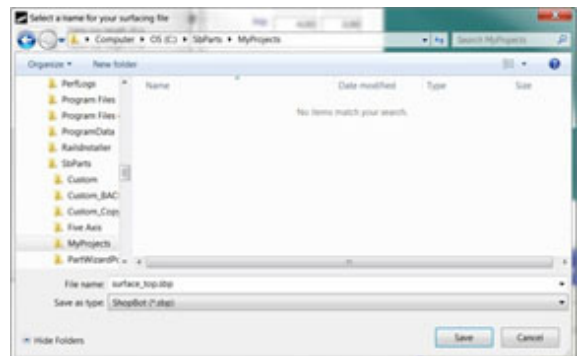 Select a name for your surfacing file
Computer ▸ OS (C:) ▸ SbParts ▸ MyProjects
Search MyProjects
Organize
New folder
PerfLogs
Program Files
Program Files
ProgramData
RailsInstaller
SbParts
Custom
Custom_BAC
Custom_Copy
Five Axis
MyProjects
PartWizardPr
Name
Date modified
Type
Size
No items match your search.
File name: surface_top.sbp
Save as type: ShopBot (*.sbp)
Hide Folders
Save
Cancel